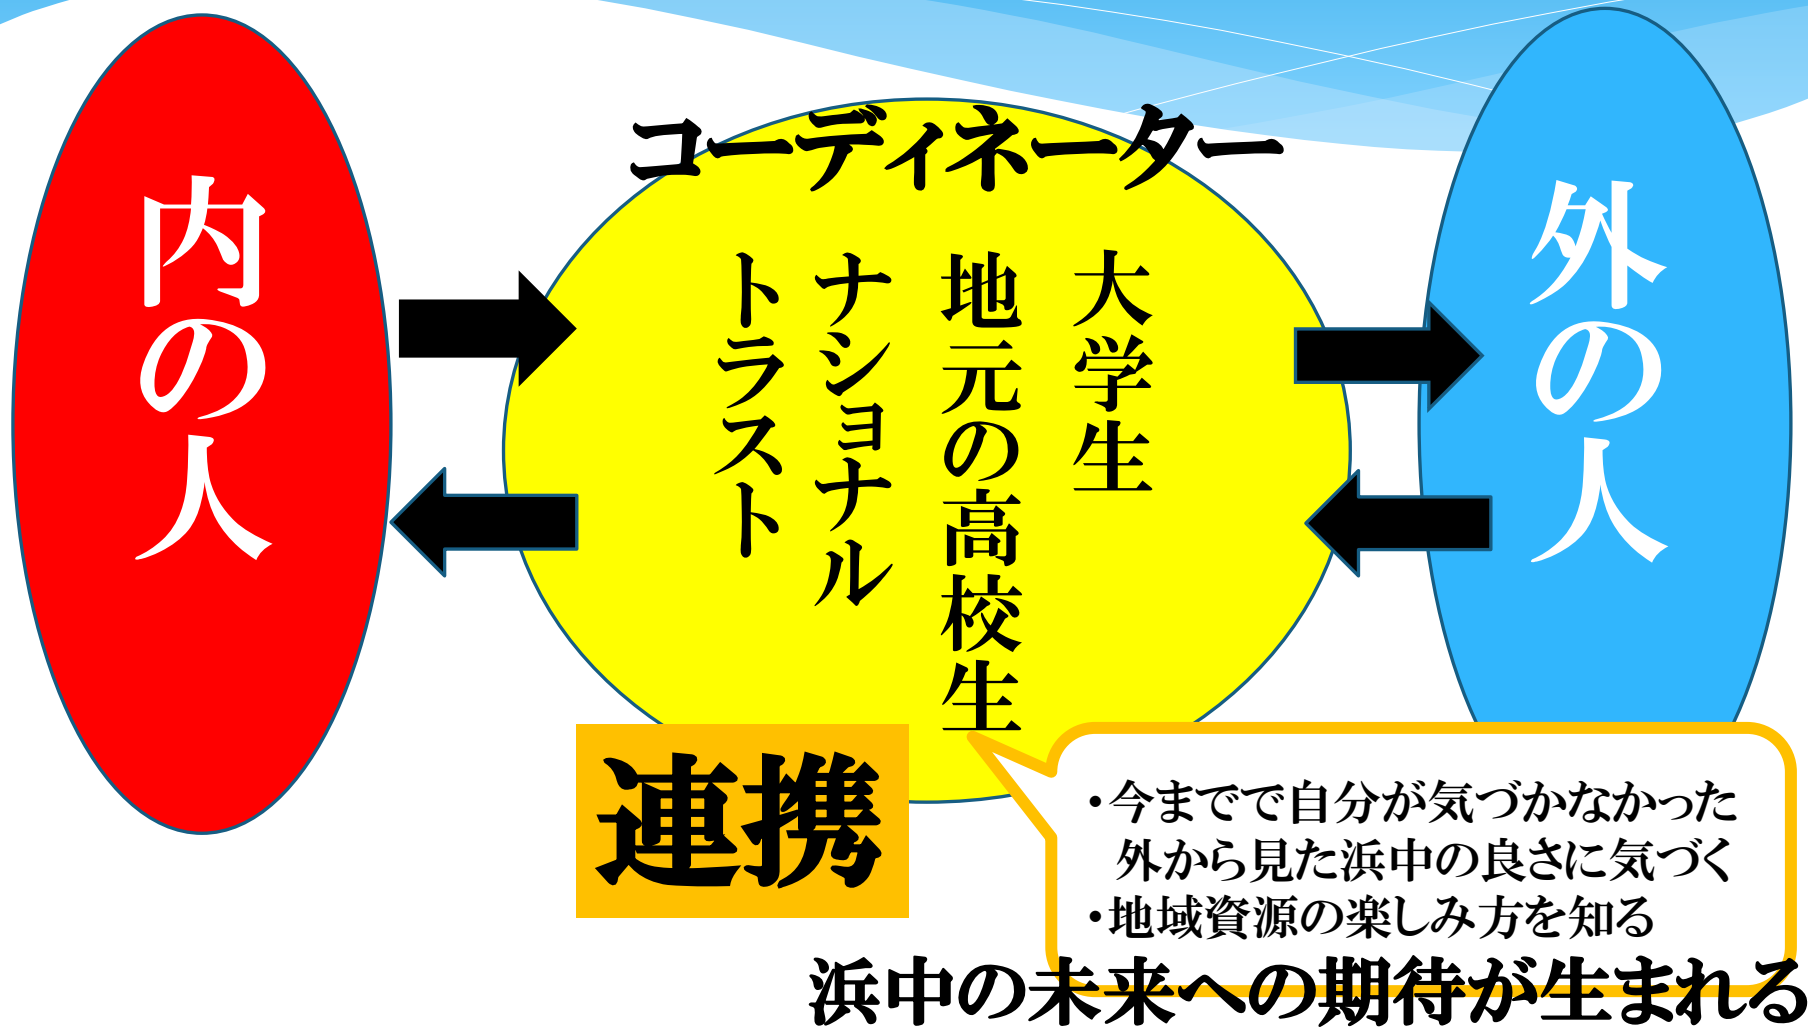 内の人
コーディネーター
大学生
地元の高校生
ナショナル
トラスト
外の人
連携
・今までで自分が気づかなかった
外から見た浜中の良さに気づく
・地域資源の楽しみ方を知る
浜中の未来への期待が生まれる